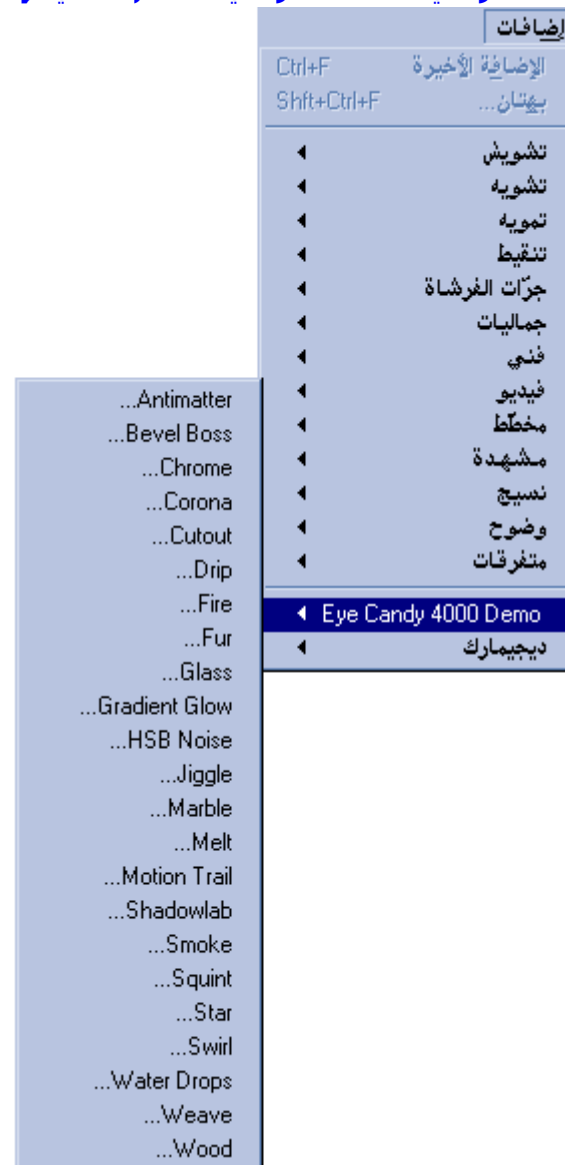 إضافات
الإضافة الأخيرة Ctrl+F
بهتان... Shft+Ctrl+F
تشويش
تشويه
تمويه
تنقيط
جرّات الفرشاة
جماليات
فني
فيديو
مخطّط
مشهدة
نسيج
وضوح
متفرقات
Eye Candy 4000 Demo
ديجيمارك
Antimatter...
Bevel Boss...
Chrome...
Corona...
Cutout...
Drip...
Fire...
Fur...
Glass...
Gradient Glow...
HSB Noise...
Jiggle...
Marble...
Melt...
Motion Trail...
Shadowlab...
Smoke...
Squint...
Star...
Swirl...
Water Drops...
Weave...
Wood...